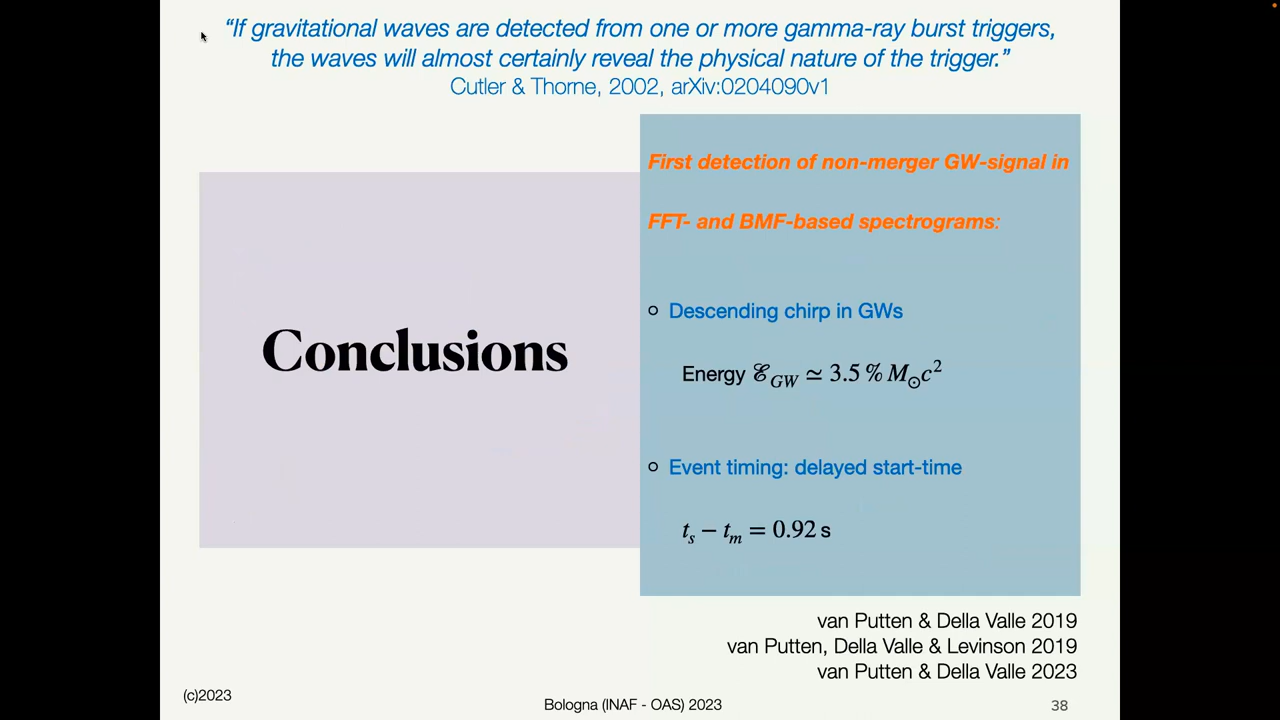 “If gravitational waves are detected from one or more gamma-ray burst triggers,
the waves will almost certainly reveal the physical nature of the trigger.”
Cutler & Thorne, 2002, arXiv:0204090v1
Conclusions
First detection of non-merger GW-signal in
FFT- and BMF-based spectrograms:
Descending chirp in GWs
Energy ℰ_GW ≃ 3.5 % M_⊙c²
Event timing: delayed start-time
t_s − t_m = 0.92 s
van Putten & Della Valle 2019
van Putten, Della Valle & Levinson 2019
van Putten & Della Valle 2023
(c)2023
Bologna (INAF - OAS) 2023
38